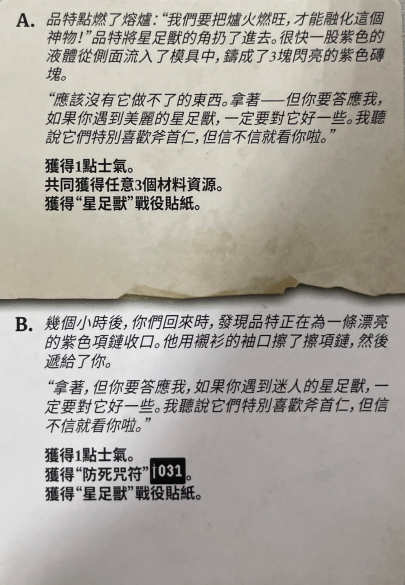 A. 品特點燃了熔爐：“我們要把爐火燃旺，才能融化這個
神物！”品特將星足獸的角扔了進去。很快一股紫色的
液體從側面流入了模具中，鑄成了3塊閃亮的紫色磚
塊。
“應該沒有它做不了的東西。拿著——但你要答應我，
如果你遇到美麗的星足獸，一定要對它好一些。我聽
說它們特別喜歡斧首仁，但信不信就看你啦。”
獲得1點士氣。
共同獲得任意3個材料資源。
獲得“星足獸”戰役貼紙。
B. 幾個小時後，你們回來時，發現品特正在為一條漂亮
的紫色項鏈收口。他用襯衫的袖口擦了擦項鏈，然後
遞給了你。
“拿著，但你要答應我，如果你遇到迷人的星足獸，一
定要對它好一些。我聽說它們特別喜歡斧首仁，但信
不信就看你啦。”
獲得1點士氣。
獲得“防死咒符” i031。
獲得“星足獸”戰役貼紙。